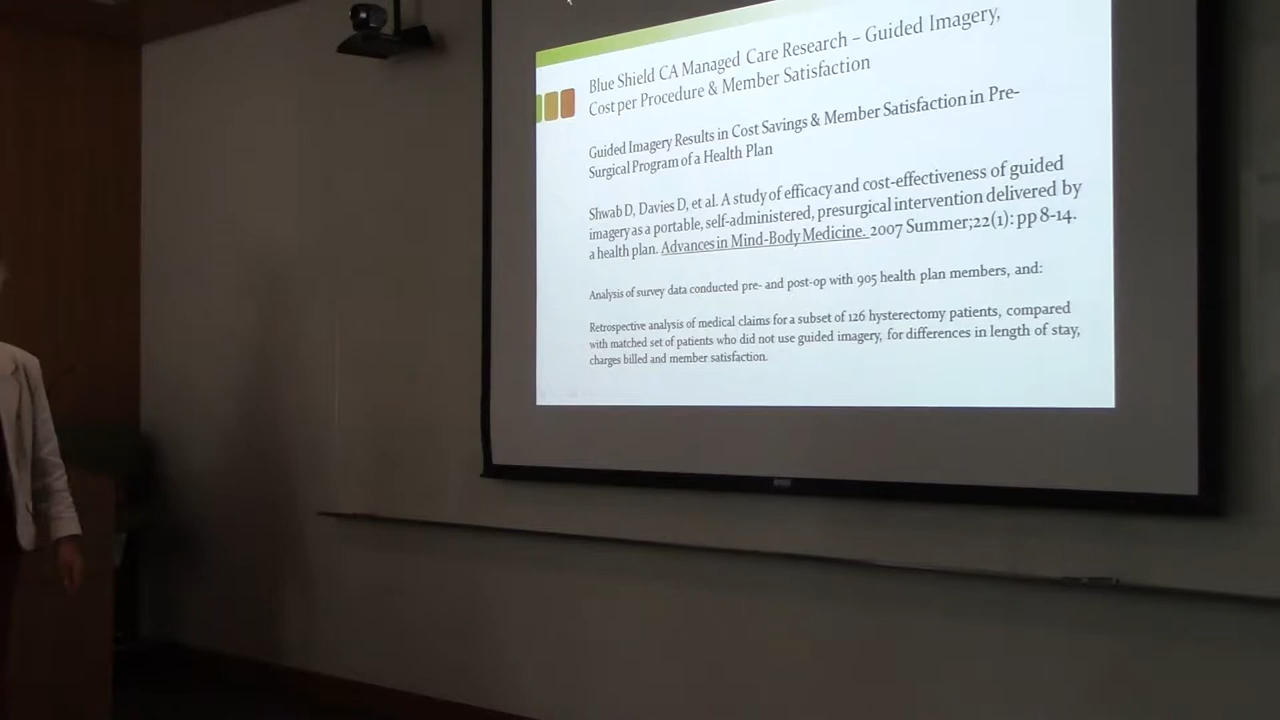 Blue Shield CA Managed Care Research – Guided Imagery,
Cost per Procedure & Member Satisfaction
Guided Imagery Results in Cost Savings & Member Satisfaction in Pre-
Surgical Program of a Health Plan
Shwab D, Davies D, et al. A study of efficacy and cost-effectiveness of guided
imagery as a portable, self-administered, presurgical intervention delivered by
a health plan. Advances in Mind-Body Medicine. 2007 Summer;22(1): pp 8-14.
Analysis of survey data conducted pre- and post-op with 905 health plan members, and:
Retrospective analysis of medical claims for a subset of 126 hysterectomy patients, compared
with matched set of patients who did not use guided imagery, for differences in length of stay,
charges billed and member satisfaction.